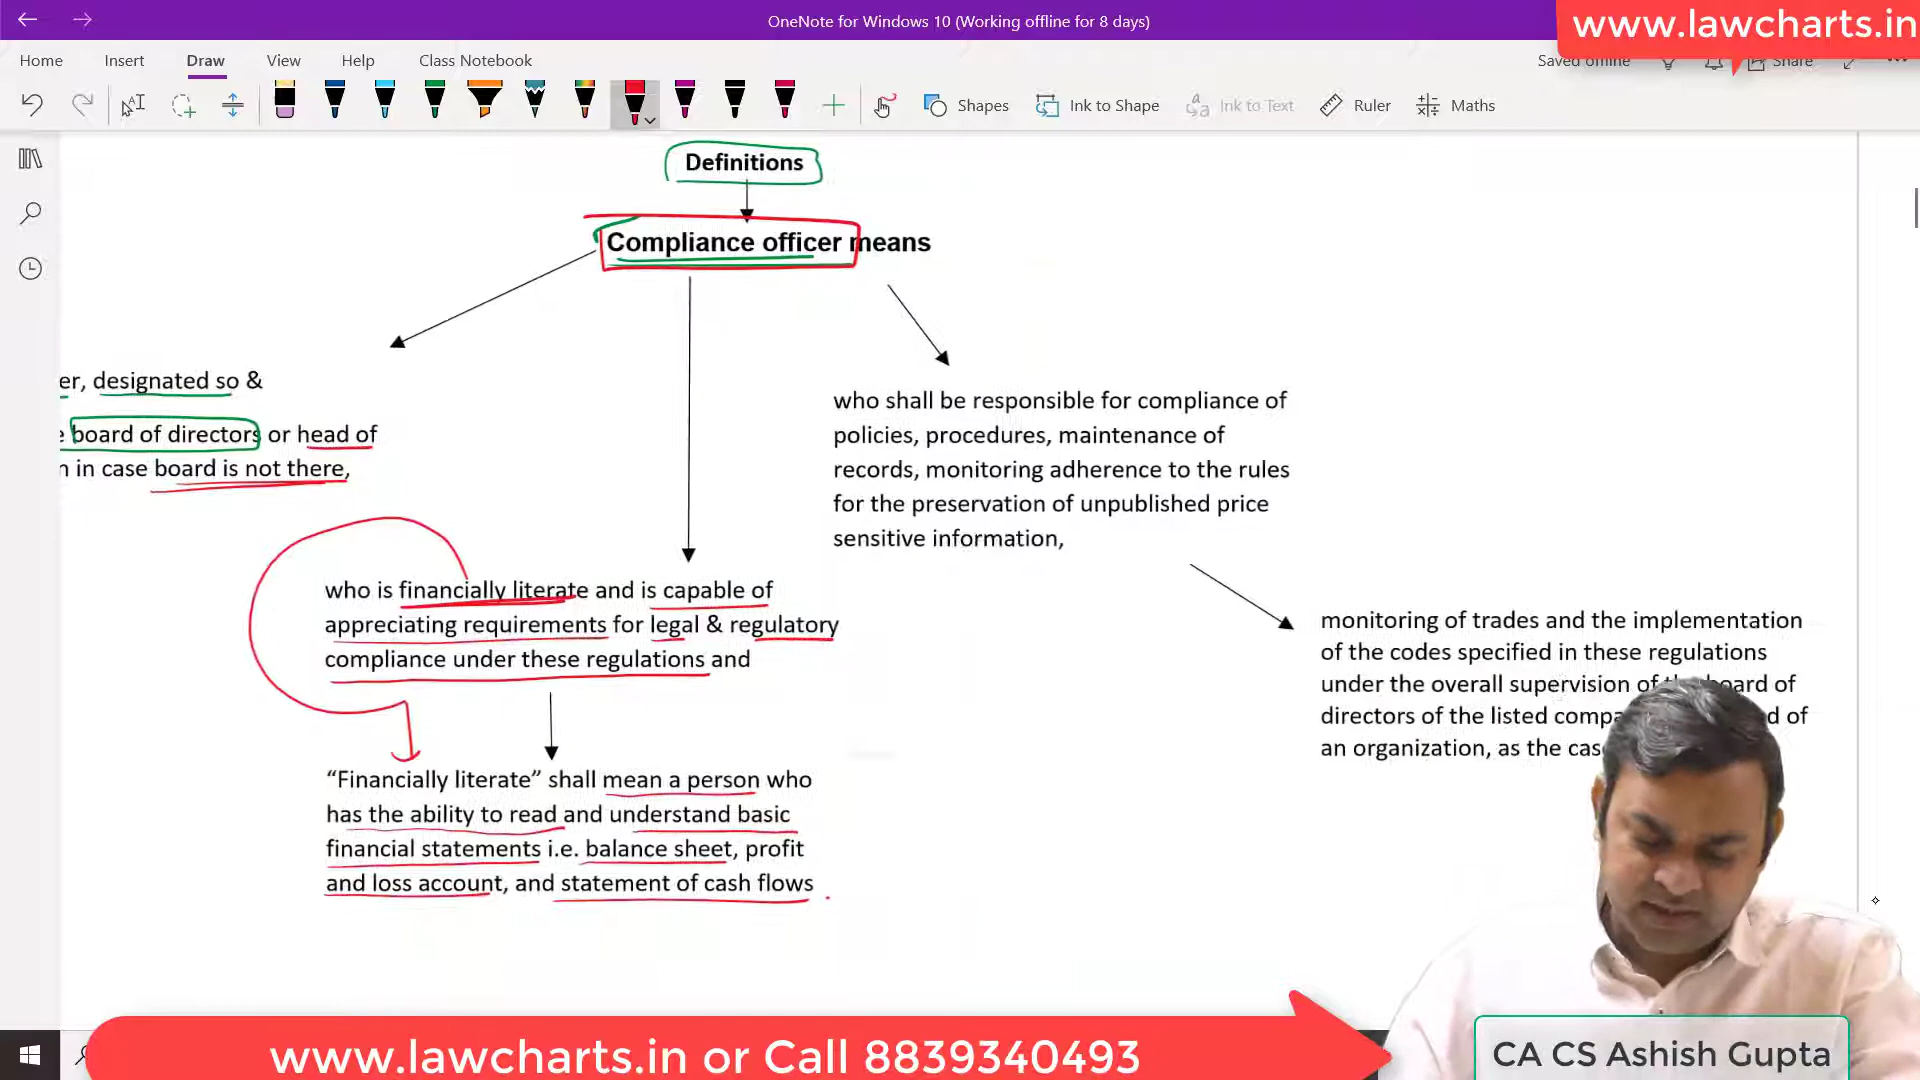 OneNote for Windows 10 (Working offline for 8 days)
www.lawcharts.in
Home Insert Draw View Help Class Notebook
Saved offline Share
Shapes Ink to Shape Ink to Text Ruler Maths
Definitions
Compliance officer means
er, designated so &
board of directors or head of
n in case board is not there,
who shall be responsible for compliance of
policies, procedures, maintenance of
records, monitoring adherence to the rules
for the preservation of unpublished price
sensitive information,
who is financially literate and is capable of
appreciating requirements for legal & regulatory
compliance under these regulations and
monitoring of trades and the implementation
of the codes specified in these regulations
under the overall supervision of the board of
directors of the listed d of
an organization, as the
“Financially literate” shall mean a person who
has the ability to read and understand basic
financial statements i.e. balance sheet, profit
and loss account, and statement of cash flows
www.lawcharts.in or Call 8839340493
CA CS Ashish Gupta